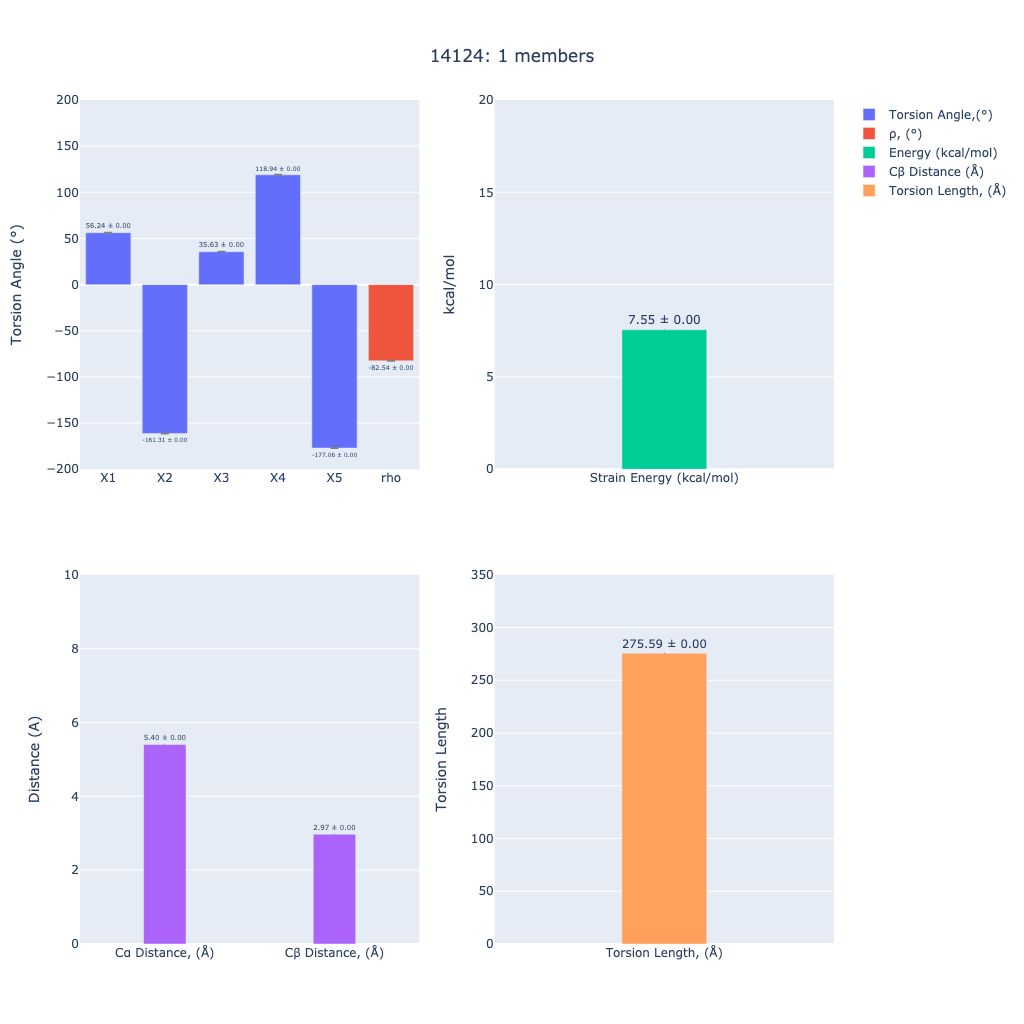 14124: 1 members
Torsion Angle (°)
200
150
100
50
0
−50
−100
−150
−200
56.24 ± 0.00
-161.31 ± 0.00
35.63 ± 0.00
118.94 ± 0.00
-177.06 ± 0.00
-82.54 ± 0.00
X1 X2 X3 X4 X5 rho
kcal/mol
20
15
10
5
0
7.55 ± 0.00
Strain Energy (kcal/mol)
Torsion Angle,(°)
ρ, (°)
Energy (kcal/mol)
Cβ Distance (Å)
Torsion Length, (Å)
Distance (A)
10
8
6
4
2
0
5.40 ± 0.00
2.97 ± 0.00
Cα Distance, (Å) Cβ Distance, (Å)
Torsion Length
350
300
250
200
150
100
50
0
275.59 ± 0.00
Torsion Length, (Å)